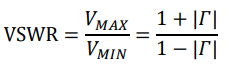 VSWR = V_MAX / V_MIN = (1 + |Γ|) / (1 − |Γ|)